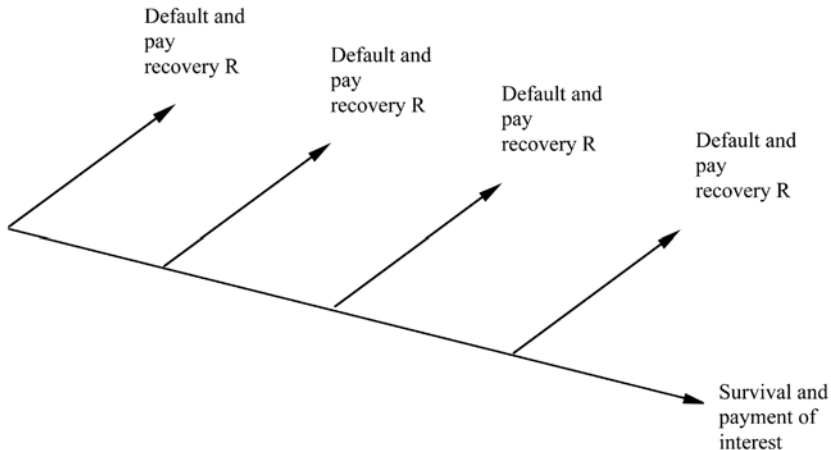 Default and
pay
recovery R
Default and
pay
recovery R
Default and
pay
recovery R
Default and
pay
recovery R
Survival and
payment of
interest